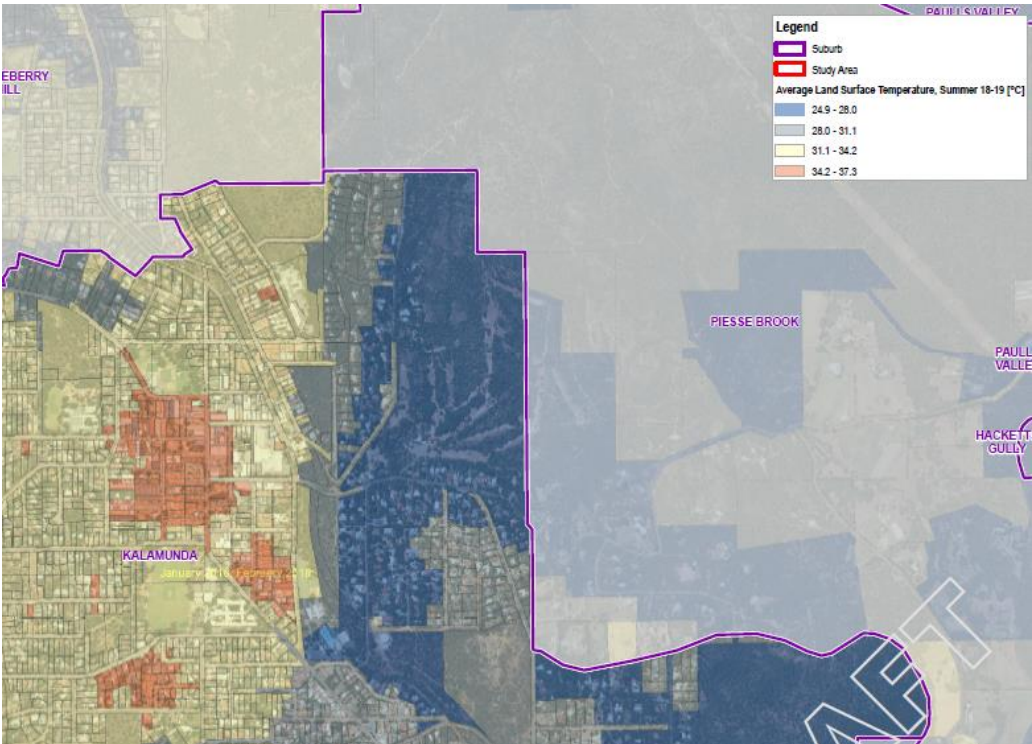 PAULLS VALLEY
Legend
Suburb
Study Area
Average Land Surface Temperature, Summer 18-19 [°C]
24.9 - 28.0
28.0 - 31.1
31.1 - 34.2
34.2 - 37.3
EBERRY
ILL
PIESSE BROOK
PAULL
VALLE
HACKETT
GULLY
KALAMUNDA
AFT